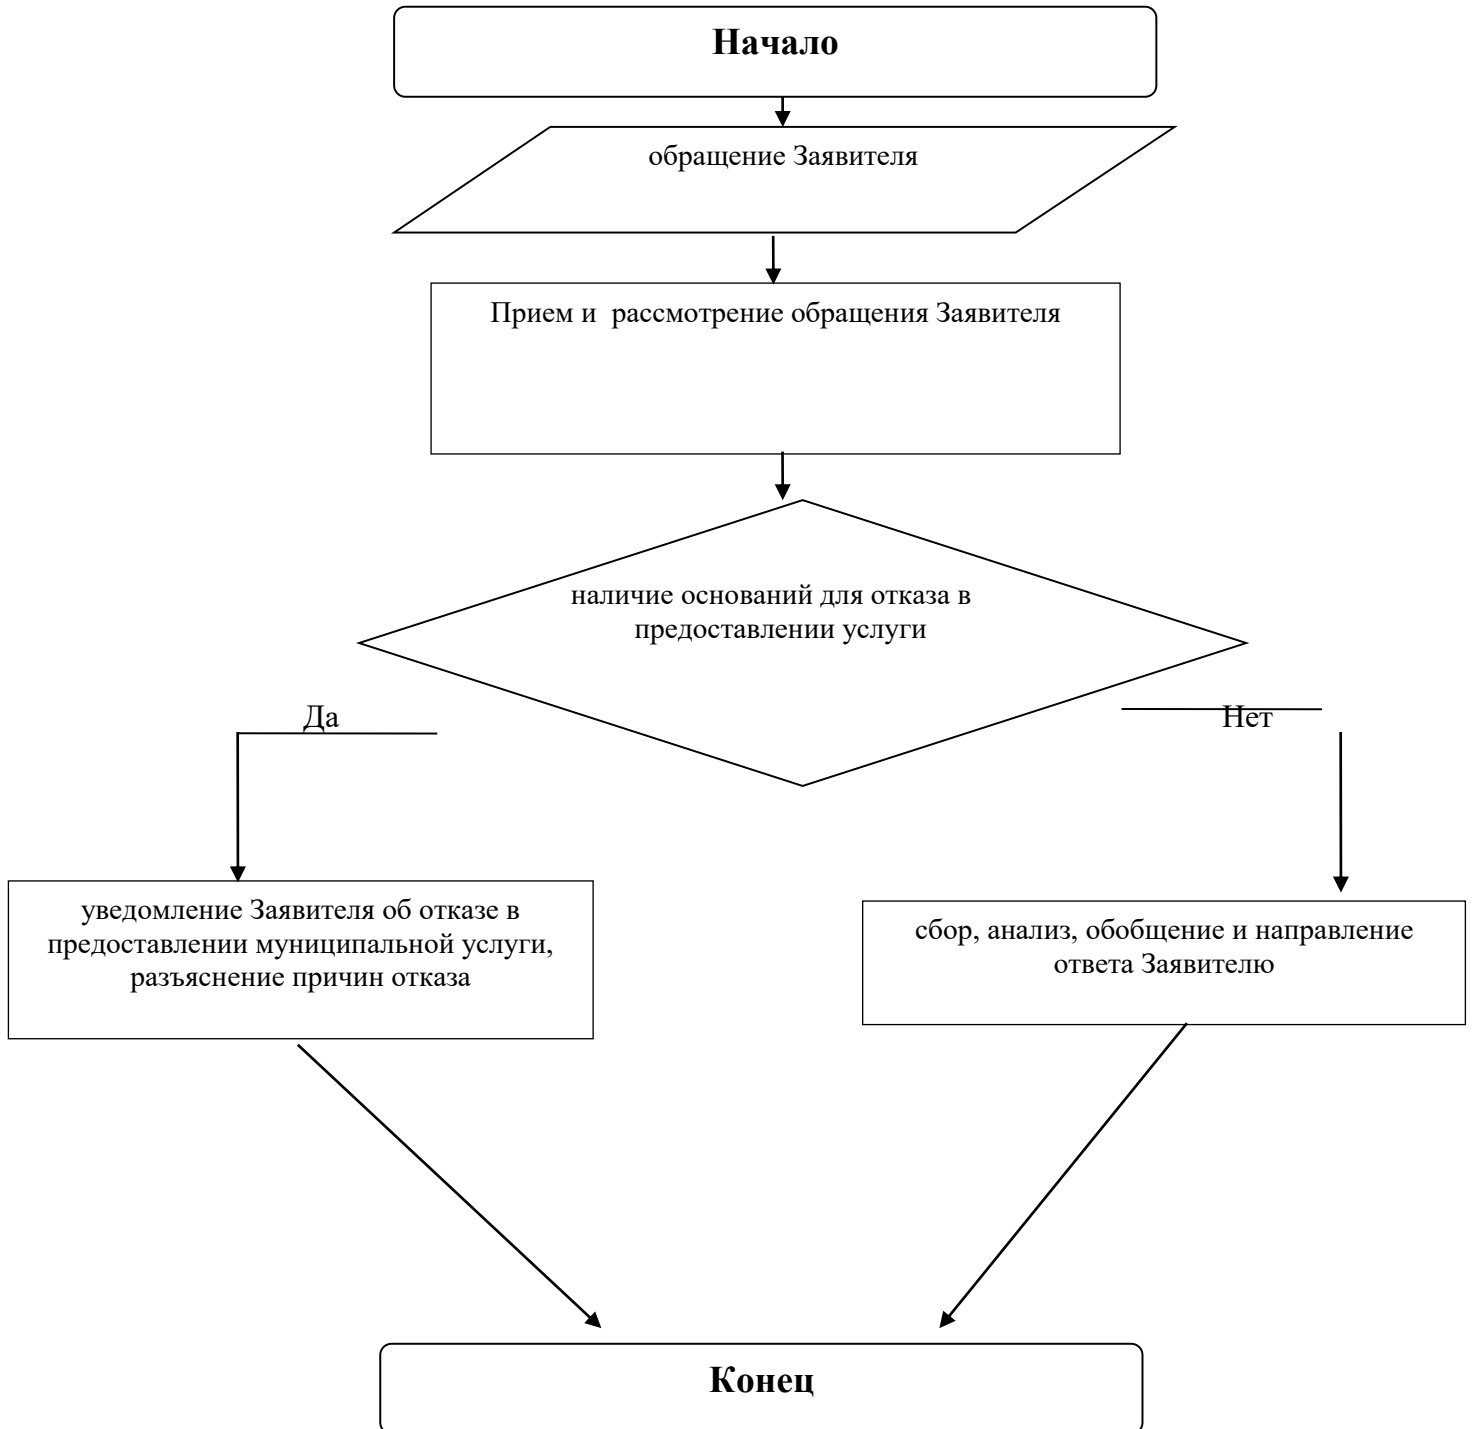 Начало
обращение Заявителя
Прием и  рассмотрение обращения Заявителя
наличие оснований для отказа в
предоставлении услуги
Да
Нет
уведомление Заявителя об отказе в
предоставлении муниципальной услуги,
разъяснение причин отказа
сбор, анализ, обобщение и направление
ответа Заявителю
Конец